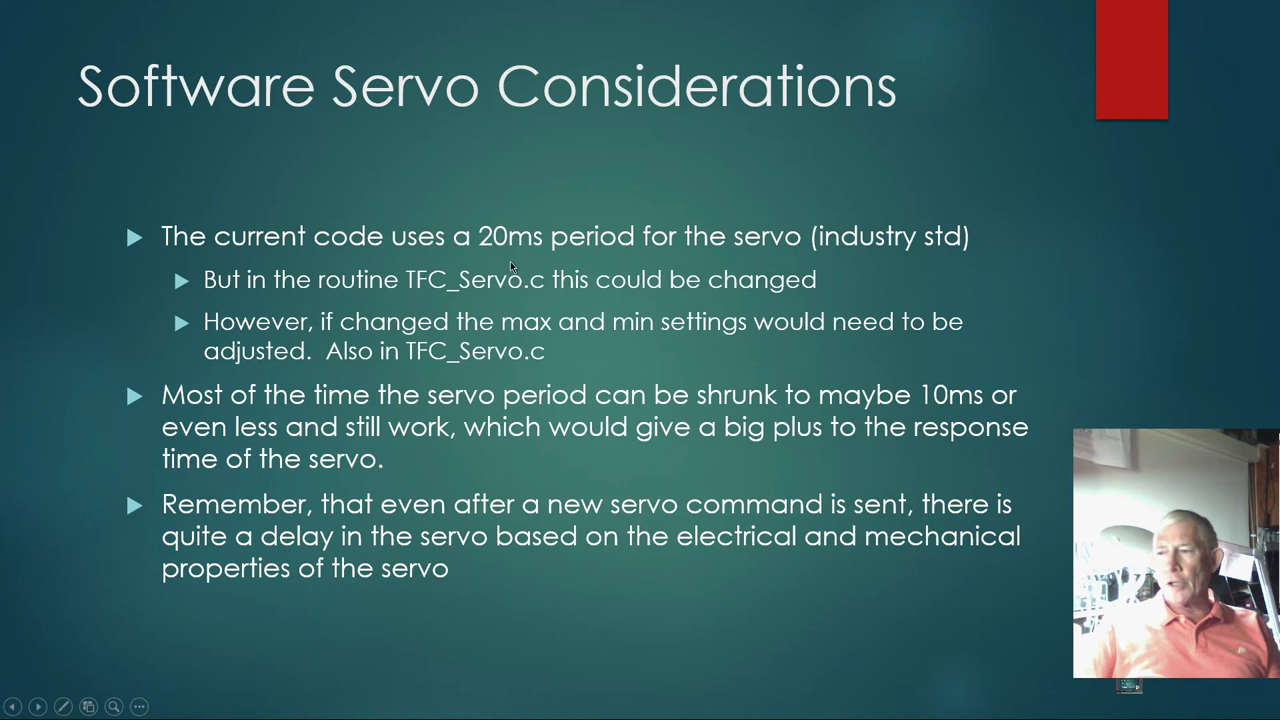 Software Servo Considerations
The current code uses a 20ms period for the servo (industry std)
But in the routine TFC_Servo.c this could be changed
However, if changed the max and min settings would need to be
adjusted.  Also in TFC_Servo.c
Most of the time the servo period can be shrunk to maybe 10ms or
even less and still work, which would give a big plus to the response
time of the servo.
Remember, that even after a new servo command is sent, there is
quite a delay in the servo based on the electrical and mechanical
properties of the servo